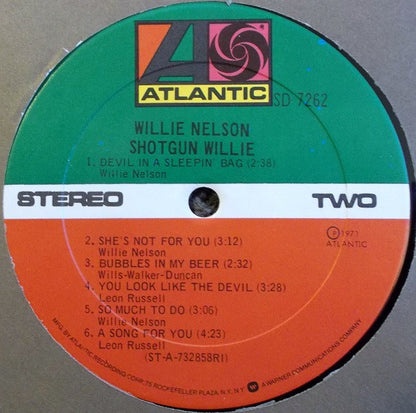 ATLANTIC
SD 7262
WILLIE NELSON
SHOTGUN WILLIE
1. DEVIL IN A SLEEPIN' BAG (2:38)
Willie Nelson
STEREO TWO
℗ 1973
ATLANTIC
2. SHE'S NOT FOR YOU (3:12)
Willie Nelson
3. BUBBLES IN MY BEER (2:32)
Wills-Walker-Duncan
4. YOU LOOK LIKE THE DEVIL (3:28)
Leon Russell
5. SO MUCH TO DO (3:06)
Willie Nelson
6. A SONG FOR YOU (4:23)
Leon Russell
(ST-A-732858RI)
MFG. BY ATLANTIC RECORDING CORP., 75 ROCKEFELLER PLAZA, N.Y., N.Y. W A WARNER COMMUNICATIONS COMPANY